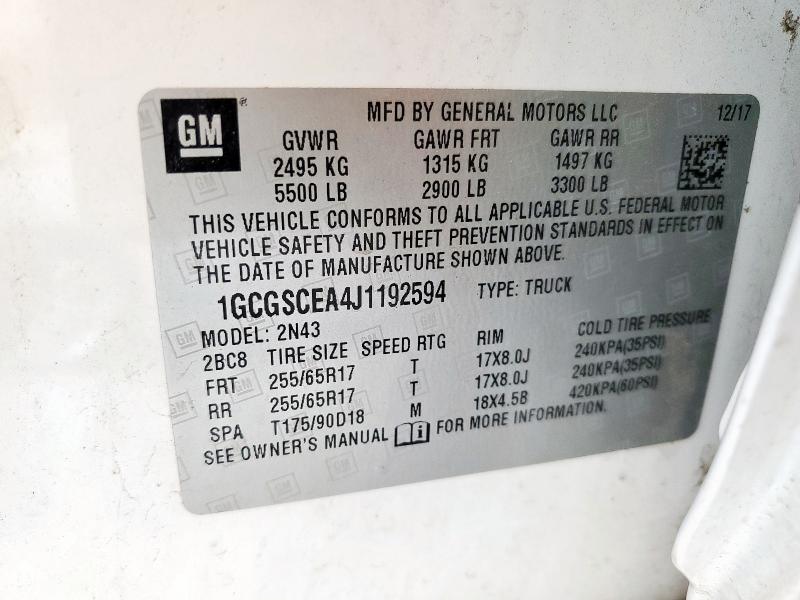 GM ® MFD BY GENERAL MOTORS LLC 12/17
GVWR GAWR FRT GAWR RR
2495 KG 1315 KG 1497 KG
5500 LB 2900 LB 3300 LB
THIS VEHICLE CONFORMS TO ALL APPLICABLE U.S. FEDERAL MOTOR
VEHICLE SAFETY AND THEFT PREVENTION STANDARDS IN EFFECT ON
THE DATE OF MANUFACTURE SHOWN ABOVE.
1GCGSCEA4J1192594 TYPE: TRUCK
MODEL: 2N43
2BC8 TIRE SIZE SPEED RTG RIM COLD TIRE PRESSURE
FRT 255/65R17 T 17X8.0J 240KPA(35PSI)
RR 255/65R17 T 17X8.0J 240KPA(35PSI)
SPA T175/90D18 M 18X4.5B 420KPA(60PSI)
SEE OWNER'S MANUAL i FOR MORE INFORMATION.